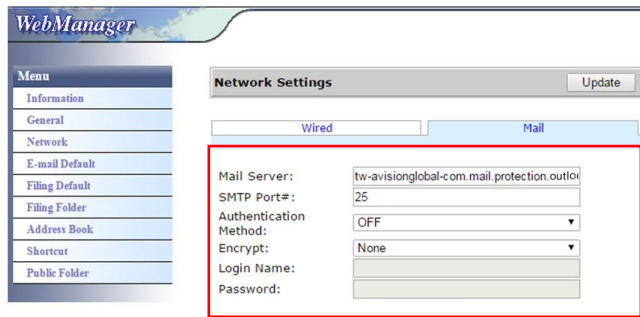 WebManager
Menu
Information
General
Network
E-mail Default
Filing Default
Filing Folder
Address Book
Shortcut
Public Folder
Network Settings
Update
Wired
Mail
Mail Server: tw-avisionglobal-com.mail.protection.outloo
SMTP Port#: 25
Authentication
Method: OFF
Encrypt: None
Login Name:
Password: